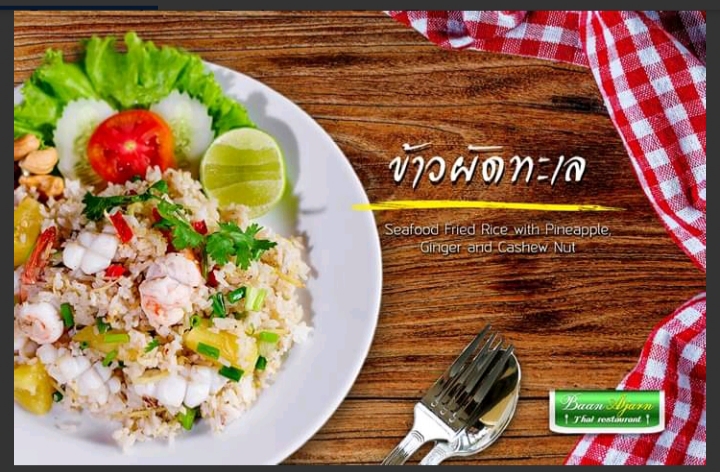 ข้าวผัดทะเล
Seafood Fried Rice with Pineapple,
Ginger and Cashew Nut
Baan Ajarn
Thai restaurant